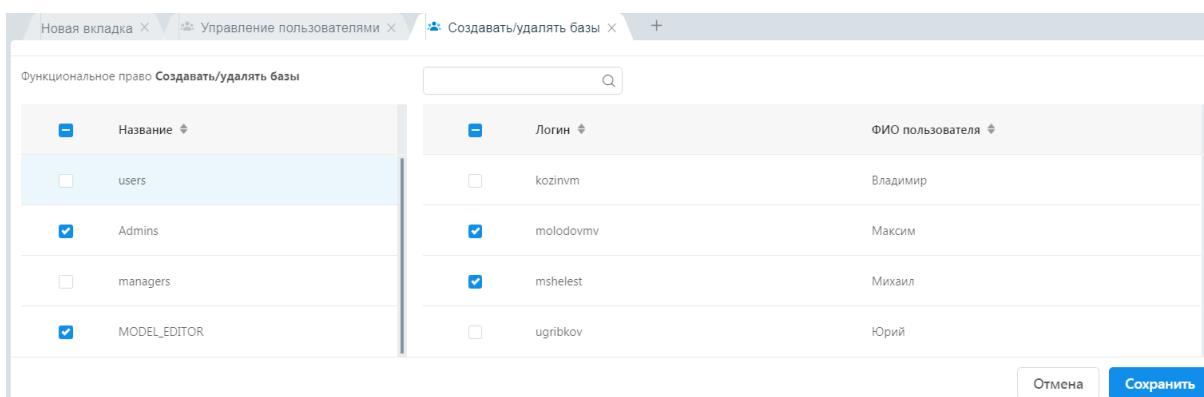 Новая вкладка Управление пользователями Создавать/удалять базы
Функциональное право Создавать/удалять базы
Название Логин ФИО пользователя
users kozinvm Владимир
Admins molodovmv Максим
managers mshelest Михаил
MODEL_EDITOR ugribkov Юрий
Отмена Сохранить